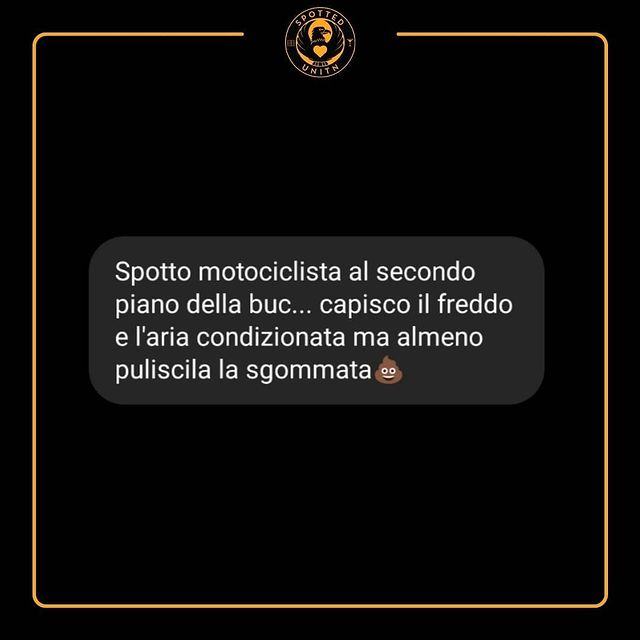 SPOTTED
UNITN
Spotto motociclista al secondo
piano della buc... capisco il freddo
e l'aria condizionata ma almeno
puliscila la sgommata💩